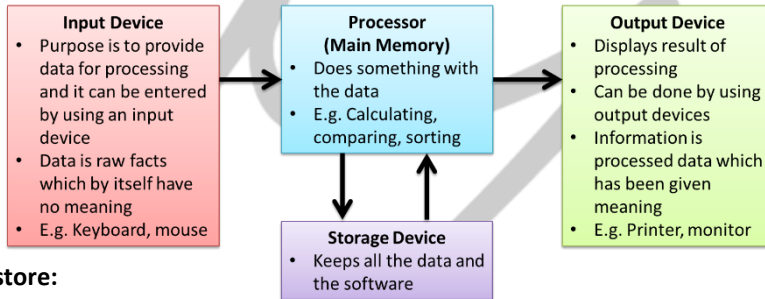 Input Device
• Purpose is to provide
data for processing
and it can be entered
by using an input
device
• Data is raw facts
which by itself have
no meaning
• E.g. Keyboard, mouse
Processor
(Main Memory)
• Does something with
the data
• E.g. Calculating,
comparing, sorting
Output Device
• Displays result of
processing
• Can be done by using
output devices
• Information is
processed data which
has been given
meaning
• E.g. Printer, monitor
Storage Device
• Keeps all the data and
the software
store: